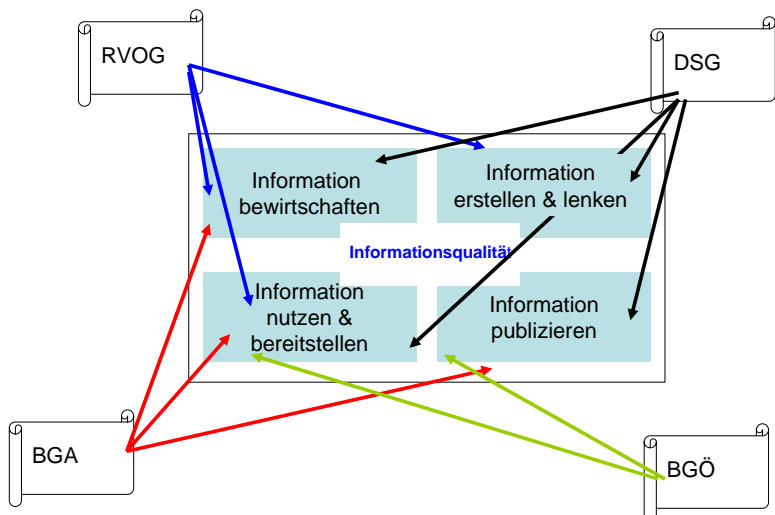 RVOG
DSG
Information
bewirtschaften
Information
erstellen & lenken
Informationsqualität
Information
nutzen &
bereitstellen
Information
publizieren
BGA
BGÖ